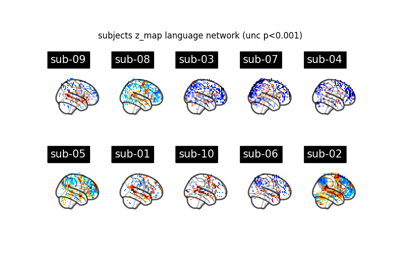 subjects z_map language network (unc p<0.001)
sub-09 sub-08 sub-03 sub-07 sub-04
sub-05 sub-01 sub-10 sub-06 sub-02